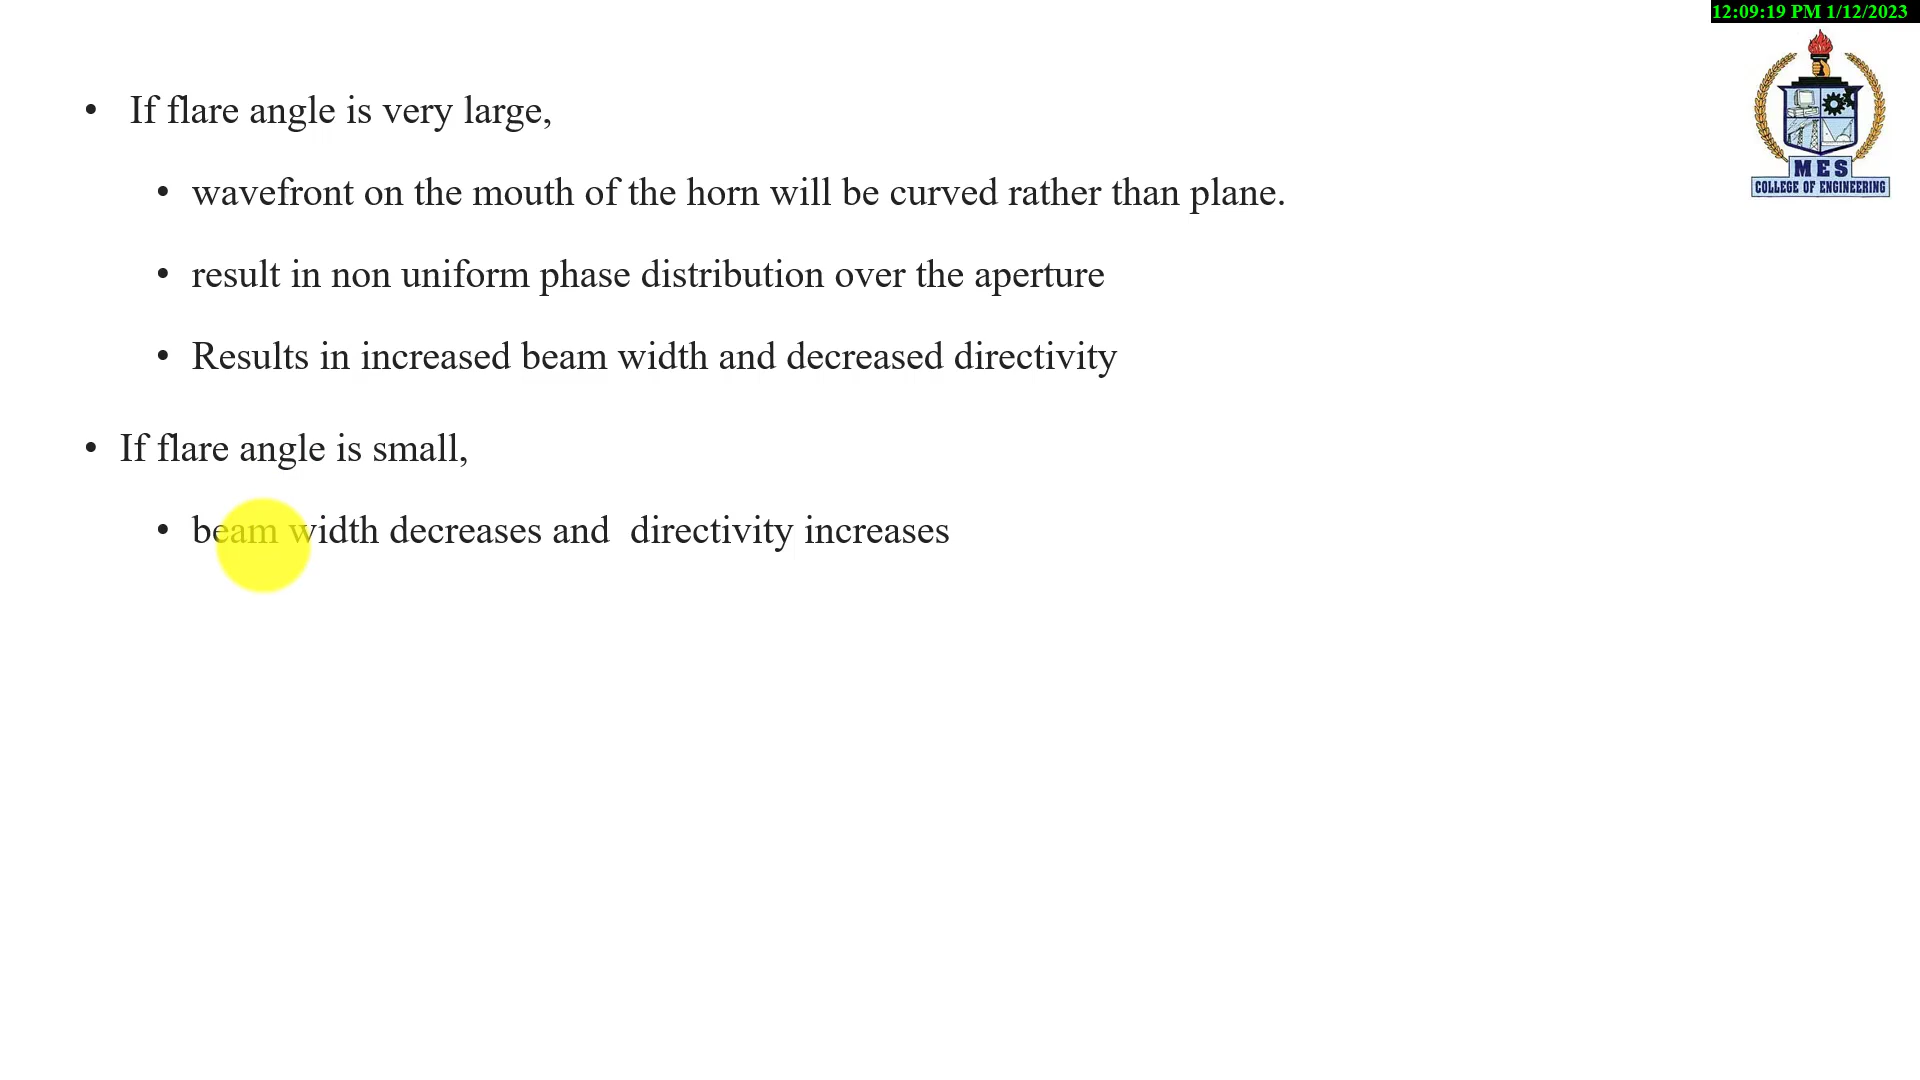 12:09:19 PM 1/12/2023
• If flare angle is very large,
• wavefront on the mouth of the horn will be curved rather than plane.
• result in non uniform phase distribution over the aperture
• Results in increased beam width and decreased directivity
• If flare angle is small,
• beam width decreases and directivity increases
MES
COLLEGE OF ENGINEERING